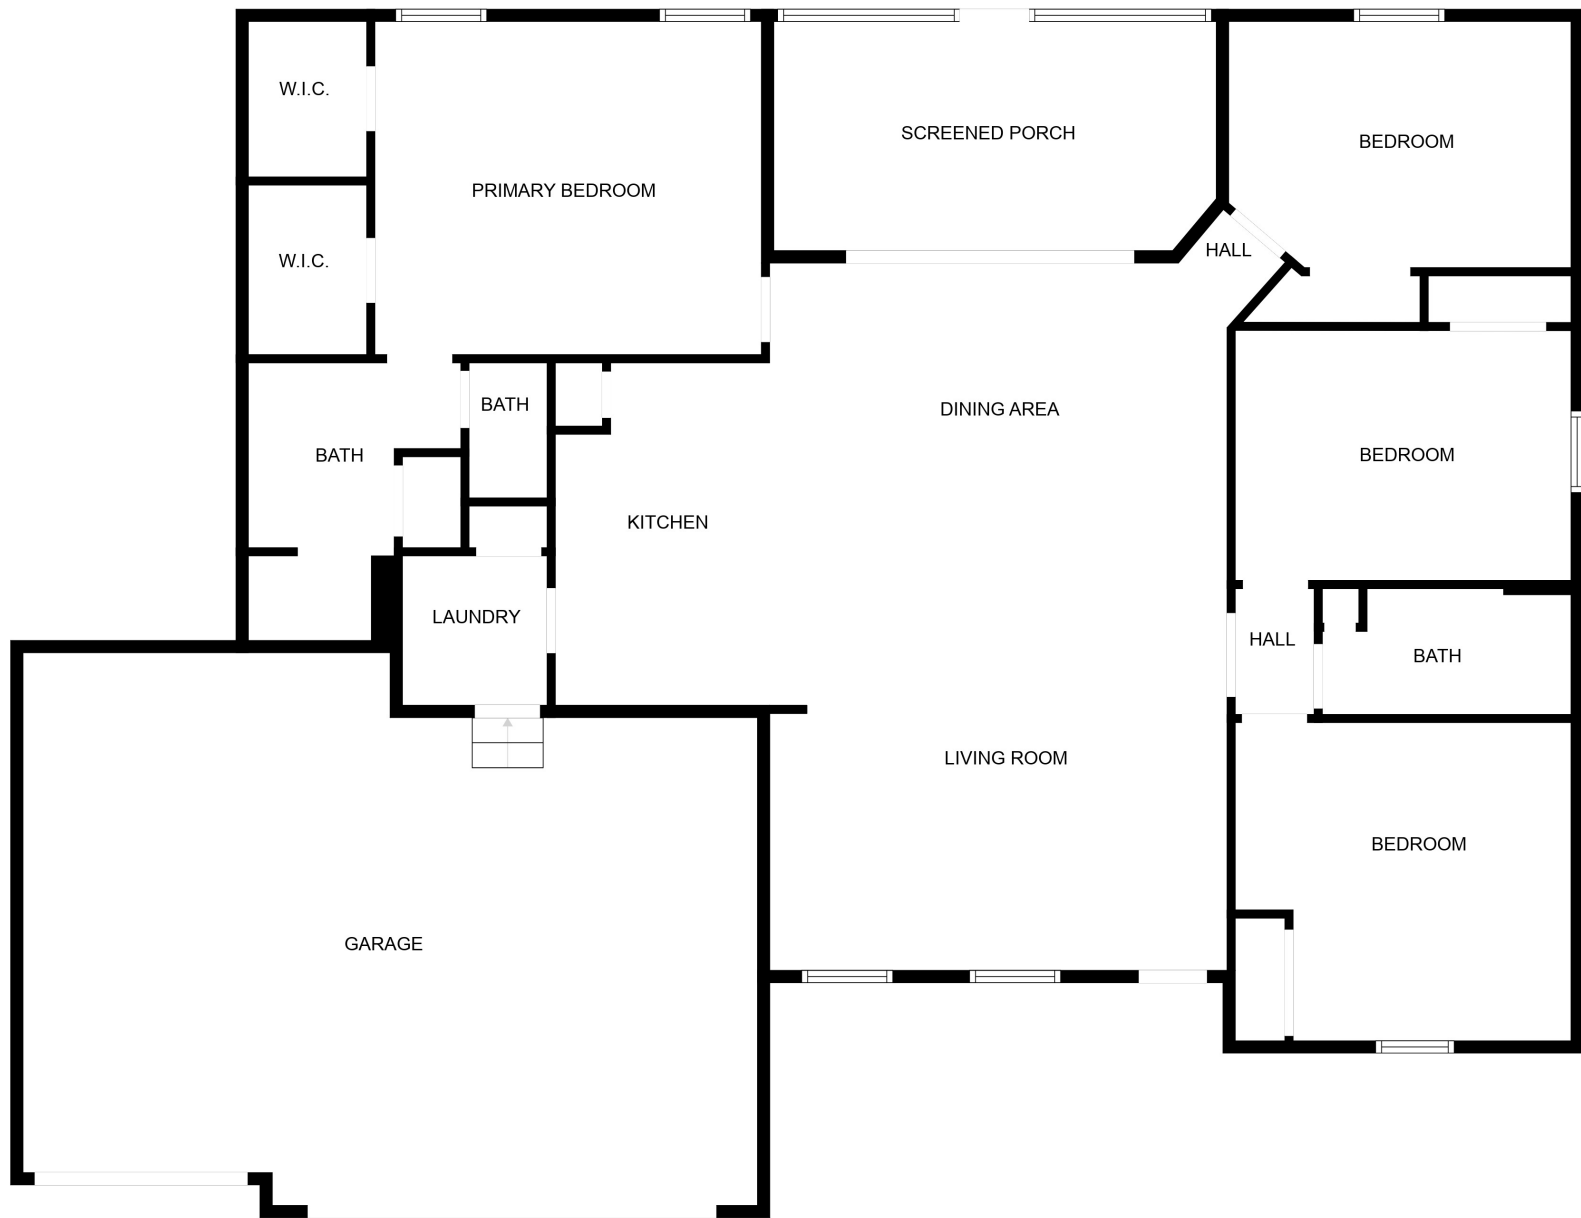 W.I.C.
SCREENED PORCH
BEDROOM
PRIMARY BEDROOM
HALL
W.I.C.
BATH
DINING AREA
BATH
BEDROOM
KITCHEN
LAUNDRY
HALL
BATH
LIVING ROOM
BEDROOM
GARAGE